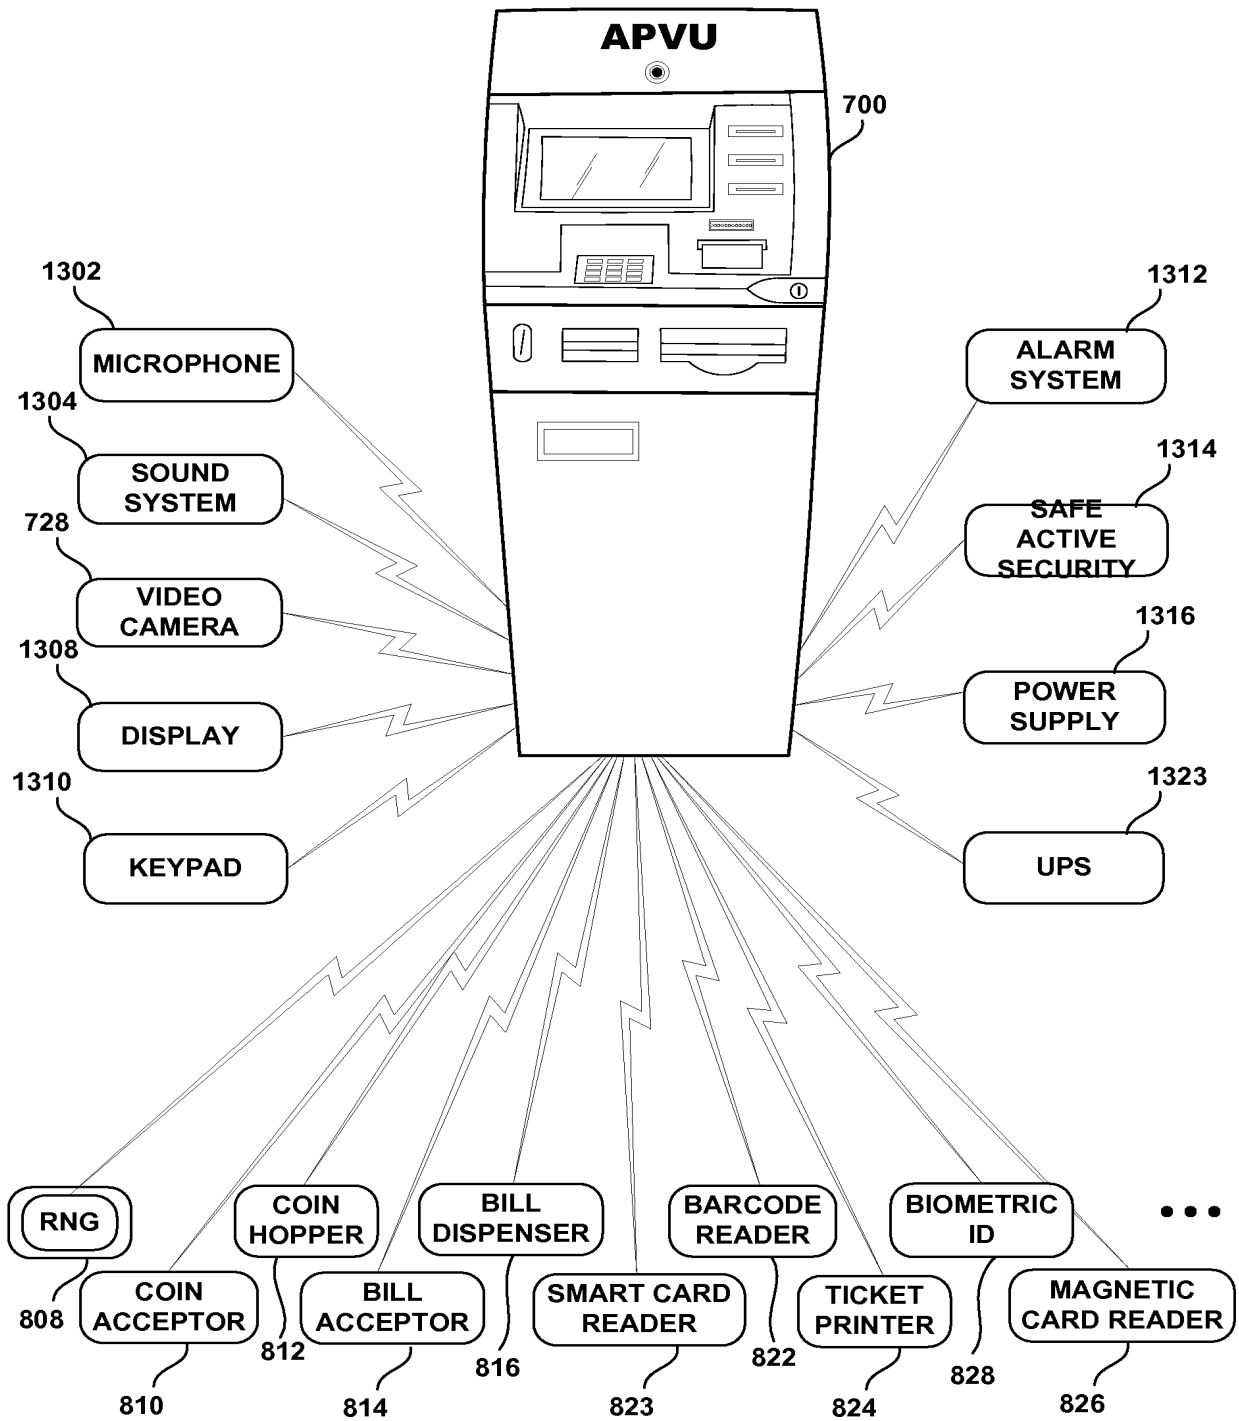 APVU
700
1302
MICROPHONE
1304
SOUND
SYSTEM
728
VIDEO
CAMERA
1308
DISPLAY
1310
KEYPAD
1312
ALARM
SYSTEM
1314
SAFE
ACTIVE
SECURITY
1316
POWER
SUPPLY
1323
UPS
RNG
808
COIN
ACCEPTOR
810
COIN
HOPPER
812
BILL
ACCEPTOR
814
BILL
DISPENSER
816
SMART CARD
READER
823
BARCODE
READER
822
TICKET
PRINTER
824
BIOMETRIC
ID
828
MAGNETIC
CARD READER
826